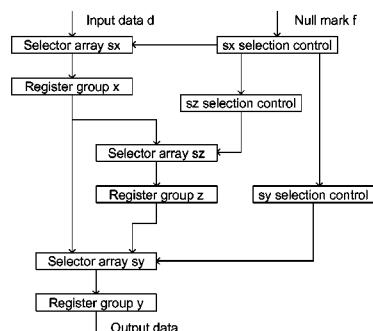 Input data d
Null mark f
Selector array sx
sx selection control
Register group x
sz selection control
Selector array sz
Register group z
sy selection control
Selector array sy
Register group y
Output data